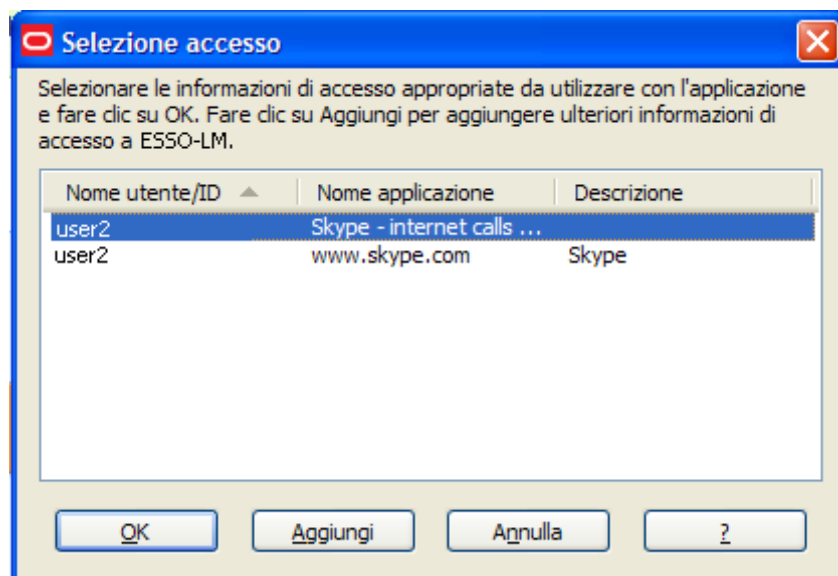 Selezione accesso
Selezionare le informazioni di accesso appropriate da utilizzare con l'applicazione
e fare clic su OK. Fare clic su Aggiungi per aggiungere ulteriori informazioni di
accesso a ESSO-LM.
Nome utente/ID Nome applicazione Descrizione
user2 Skype - internet calls ...
user2 www.skype.com Skype
OK Aggiungi Annulla ?